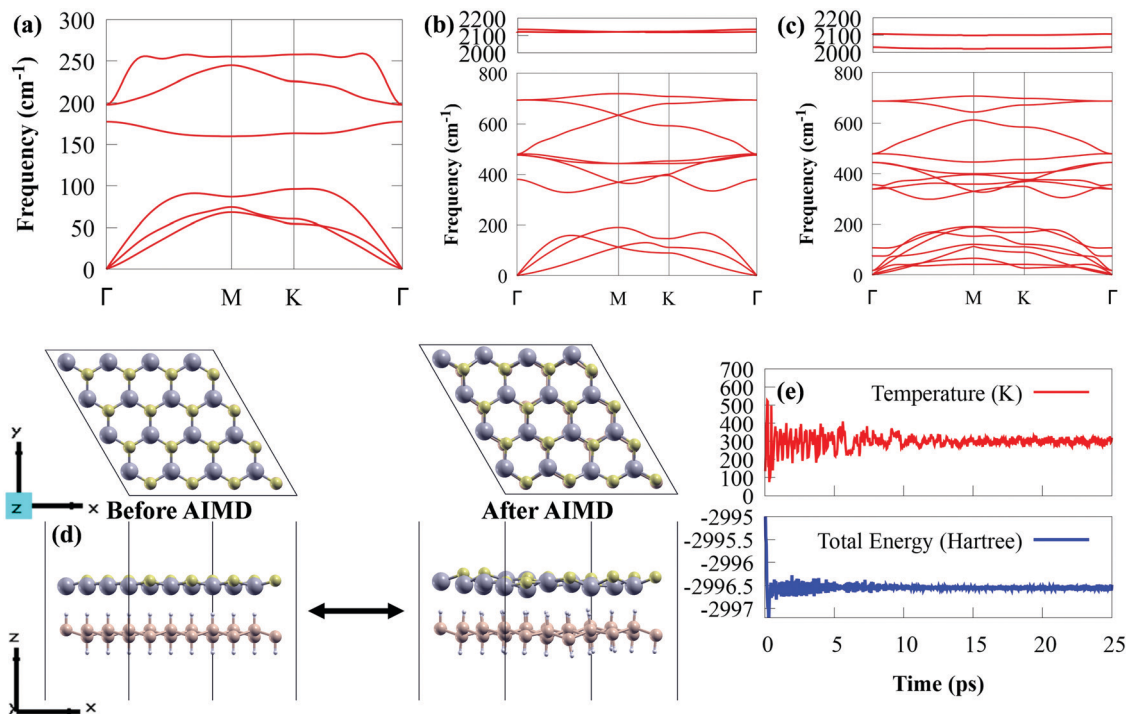 (a)
Frequency (cm⁻¹)
300
250
200
150
100
50
0
Γ M K Γ
(b)
Frequency (cm⁻¹)
2200
2100
2000
800
600
400
200
0
Γ M K Γ
(c)
Frequency (cm⁻¹)
2200
2100
2000
800
600
400
200
0
Γ M K Γ
Y
Z
X
Before AIMD
After AIMD
(d)
Z
X
(e)
Temperature (K)
700
600
500
400
300
200
100
0
Total Energy (Hartree)
-2995
-2995.5
-2996
-2996.5
-2997
0 5 10 15 20 25
Time (ps)